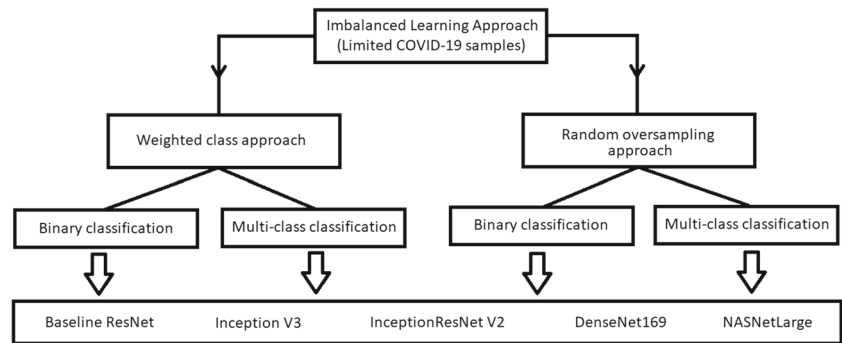 Imbalanced Learning Approach
(Limited COVID-19 samples)
Weighted class approach
Random oversampling
approach
Binary classification
Multi-class classification
Binary classification
Multi-class classification
Baseline ResNet
Inception V3
InceptionResNet V2
DenseNet169
NASNetLarge